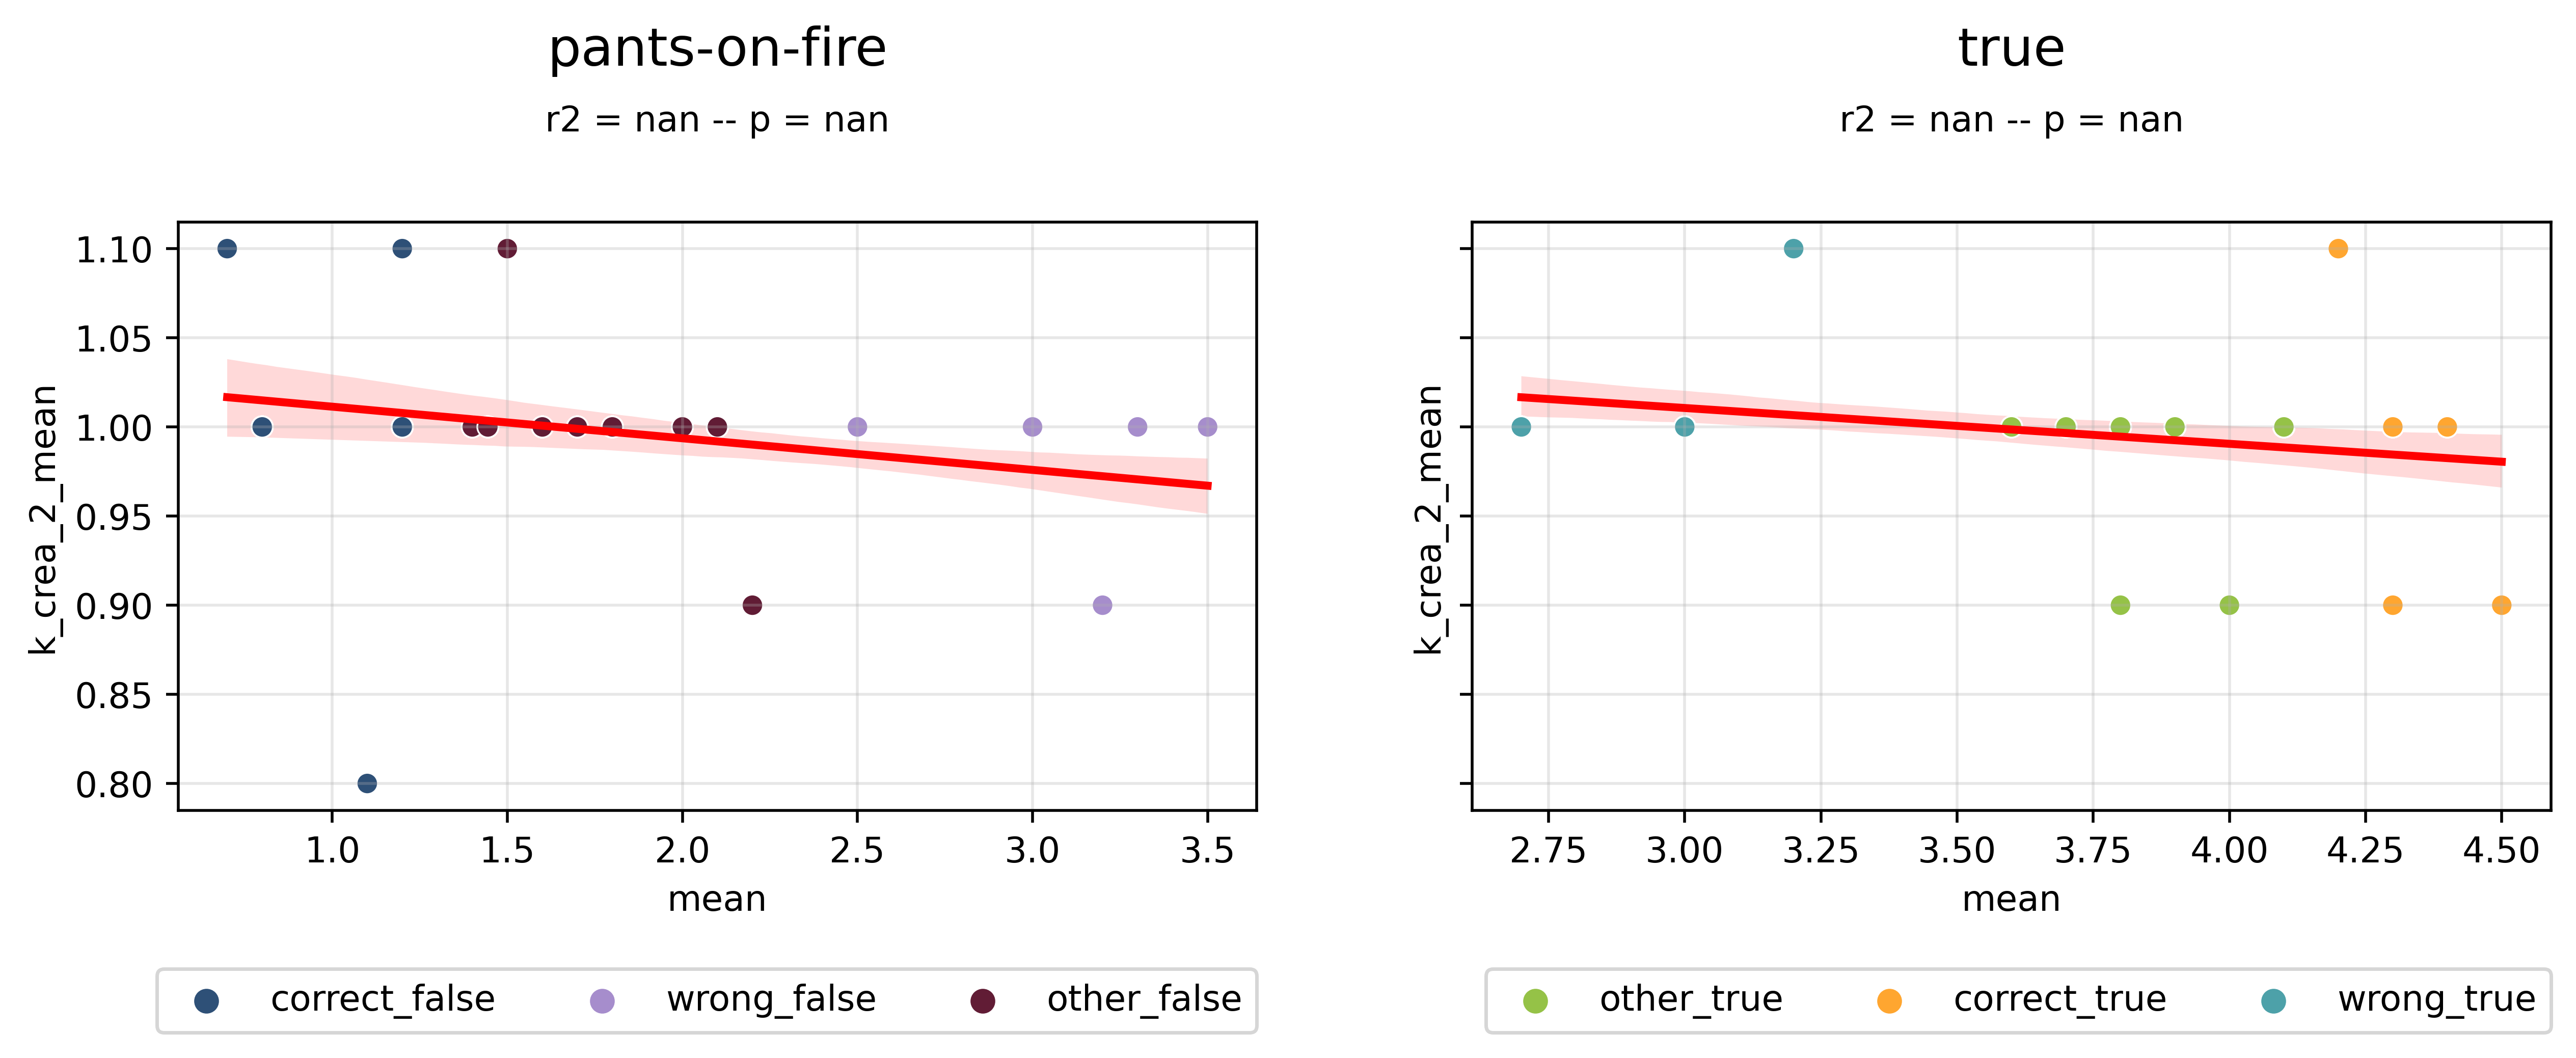 pants-on-fire
r2 = nan -- p = nan
k_crea_2_mean
1.10
1.05
1.00
0.95
0.90
0.85
0.80
1.0 1.5 2.0 2.5 3.0 3.5
mean
correct_false wrong_false other_false
true
r2 = nan -- p = nan
k_crea_2_mean
2.75 3.00 3.25 3.50 3.75 4.00 4.25 4.50
mean
other_true correct_true wrong_true